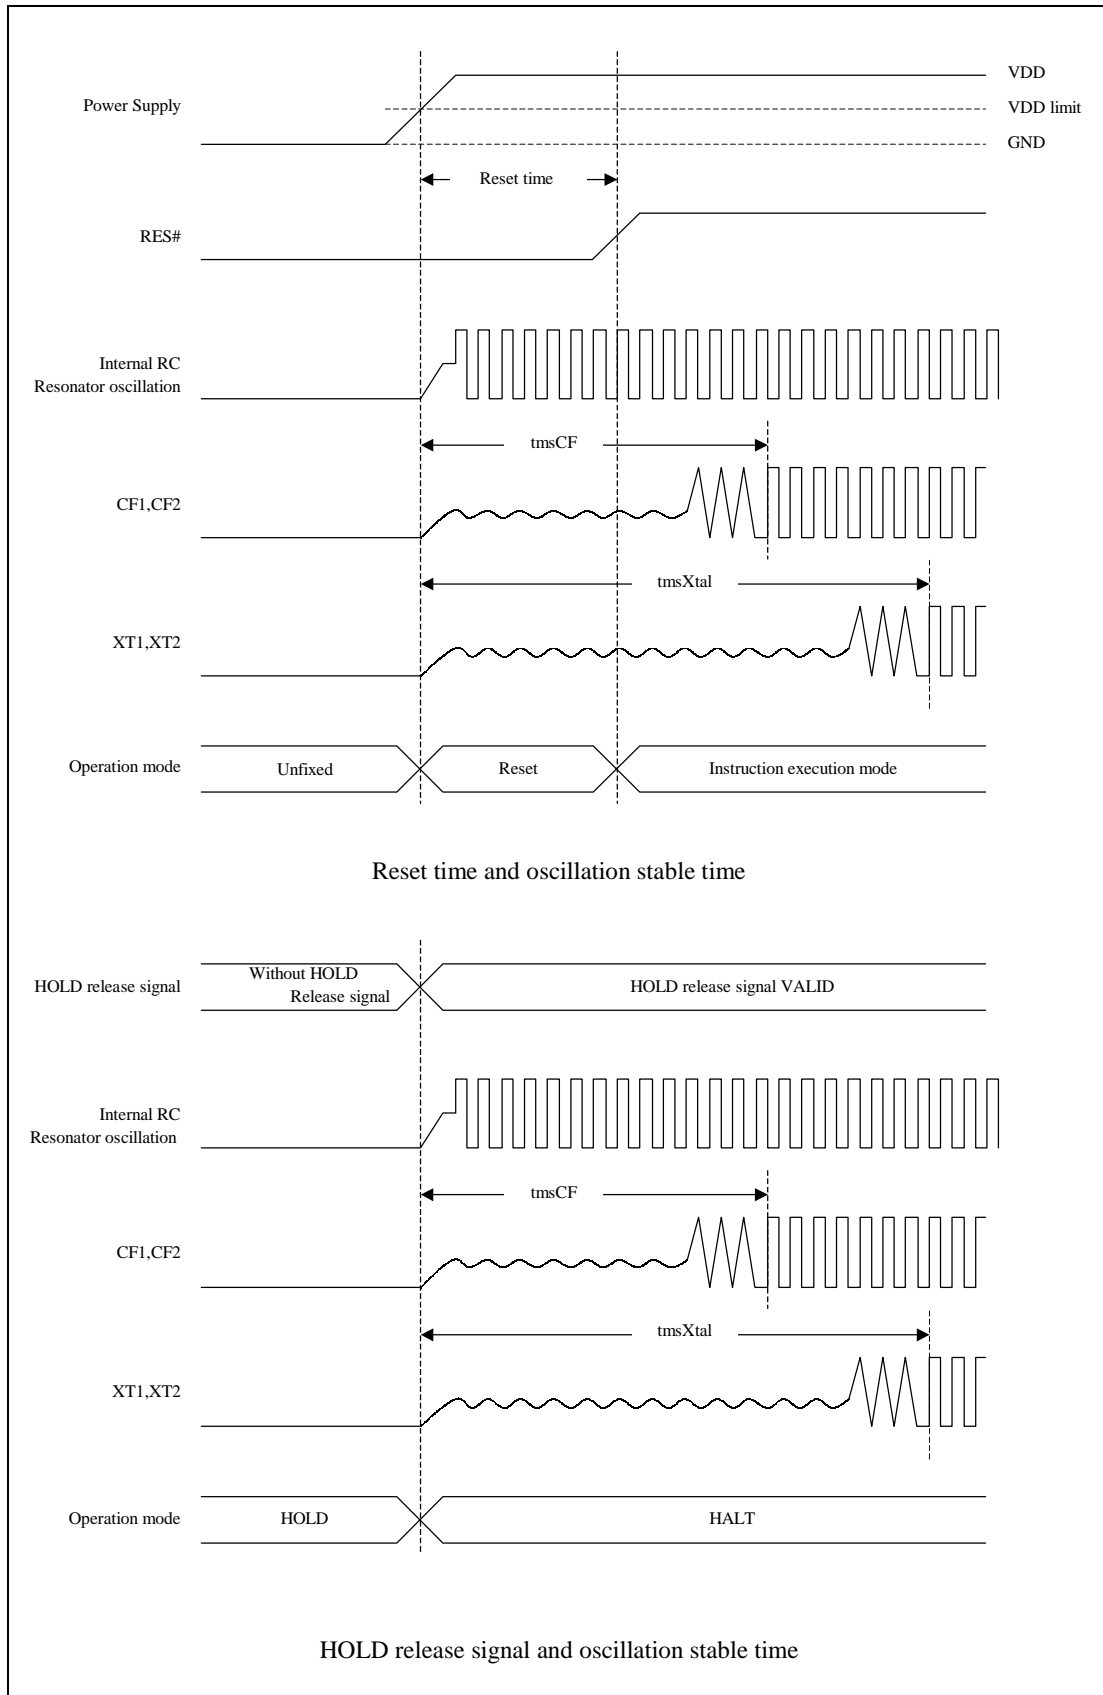 VDD
Power Supply
VDD limit
GND
Reset time
RES#
Internal RC
Resonator oscillation
tmsCF
CF1,CF2
tmsXtal
XT1,XT2
Operation mode
Unfixed
Reset
Instruction execution mode
Reset time and oscillation stable time
HOLD release signal
Without HOLD
Release signal
HOLD release signal VALID
Internal RC
Resonator oscillation
tmsCF
CF1,CF2
tmsXtal
XT1,XT2
Operation mode
HOLD
HALT
HOLD release signal and oscillation stable time